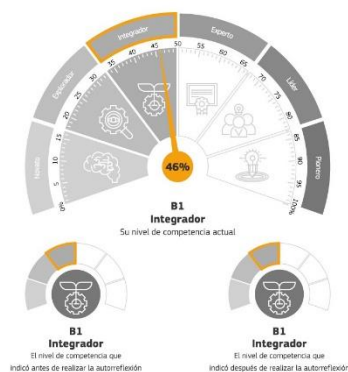 Novato
Explorador
Integrador
Experto
Líder
Pionero
0%
5
10
15
20
25
30
35
40
45
50
55
60
65
70
75
80
85
90
95
100%
46%
B1
Integrador
Su nivel de competencia actual
B1
Integrador
El nivel de competencia que
indicó antes de realizar la autorreflexión
B1
Integrador
El nivel de competencia que
indicó después de realizar la autorreflexión